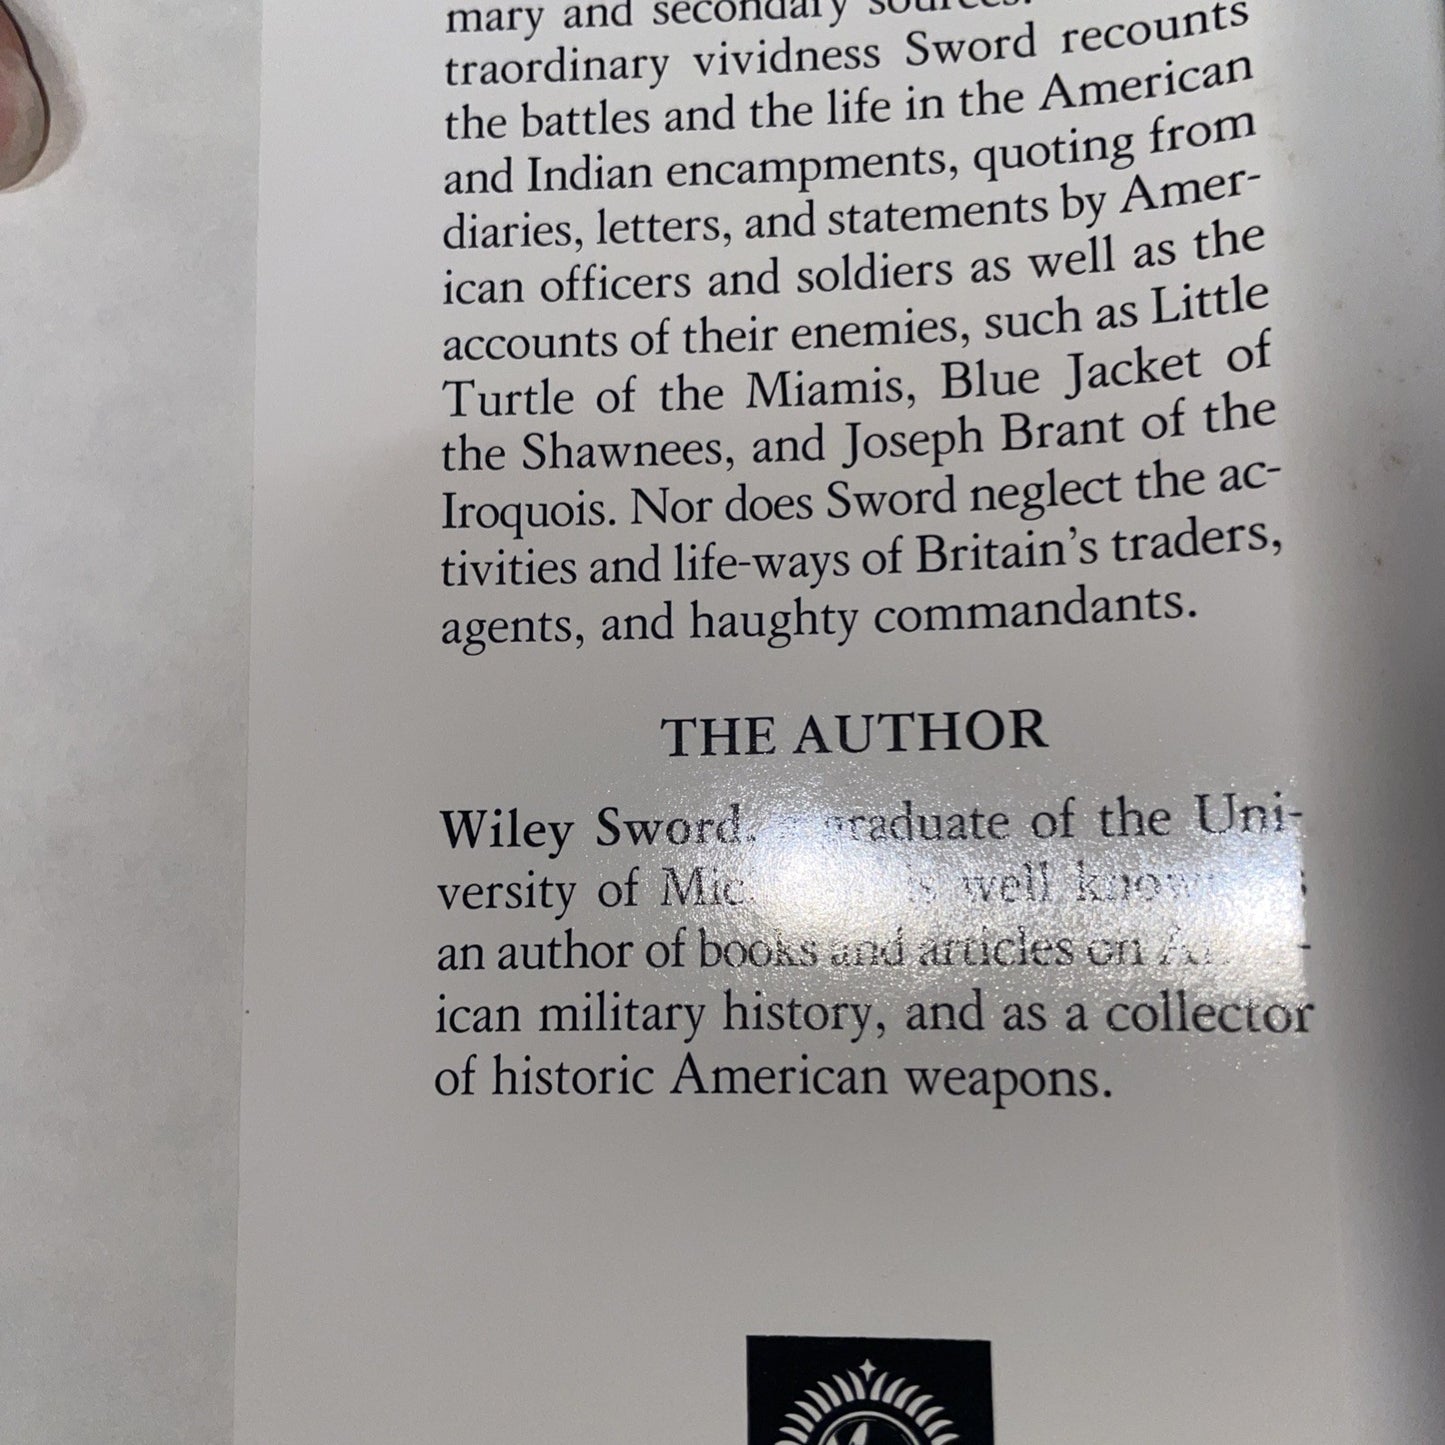 mary and secondary sources.
traordinary vividness Sword recounts
the battles and the life in the American
and Indian encampments, quoting from
diaries, letters, and statements by Amer-
ican officers and soldiers as well as the
accounts of their enemies, such as Little
Turtle of the Miamis, Blue Jacket of
the Shawnees, and Joseph Brant of the
Iroquois. Nor does Sword neglect the ac-
tivities and life-ways of Britain's traders,
agents, and haughty commandants.
THE AUTHOR
Wiley Sword, graduate of the Uni-
versity of is well known
an author of books and articles on
ican military history, and as a collector
of historic American weapons.